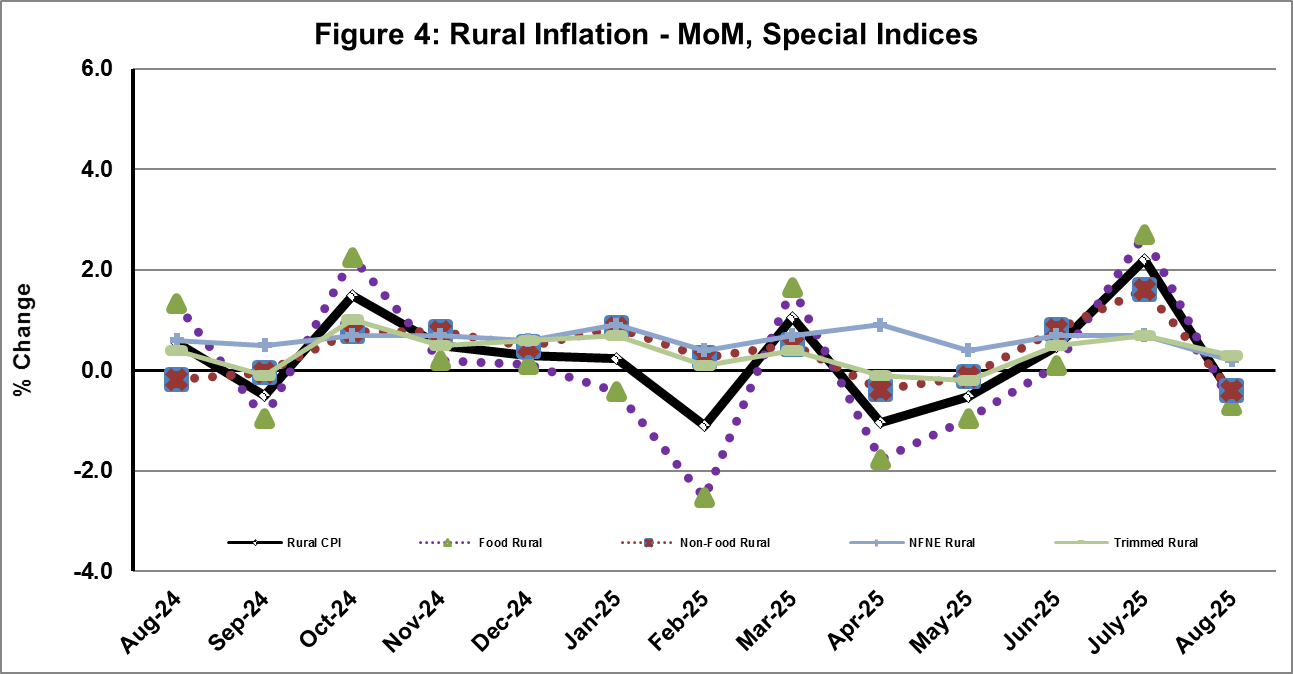 Figure 4: Rural Inflation - MoM, Special Indices
6.0
4.0
2.0
0.0
-2.0
-4.0
% Change
Rural CPI Food Rural Non-Food Rural NFNE Rural Trimmed Rural
Aug-24 Sep-24 Oct-24 Nov-24 Dec-24 Jan-25 Feb-25 Mar-25 Apr-25 May-25 Jun-25 July-25 Aug-25